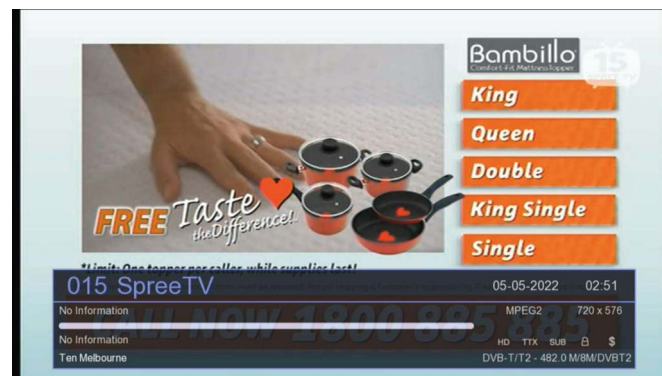 Bambillo
Comfort-Fit Mattress Topper
15
King
Queen
Double
King Single
Single
FREE Taste
the Difference!..
*Limit: One topper per caller, while supplies last!
015 SpreeTV
05-05-2022 02:51
No Information
MPEG2 720 x 576
CALL NOW 1800 885 885
No Information
HD TTX SUB $
Ten Melbourne
DVB-T/T2 - 482.0 M/8M/DVBT2